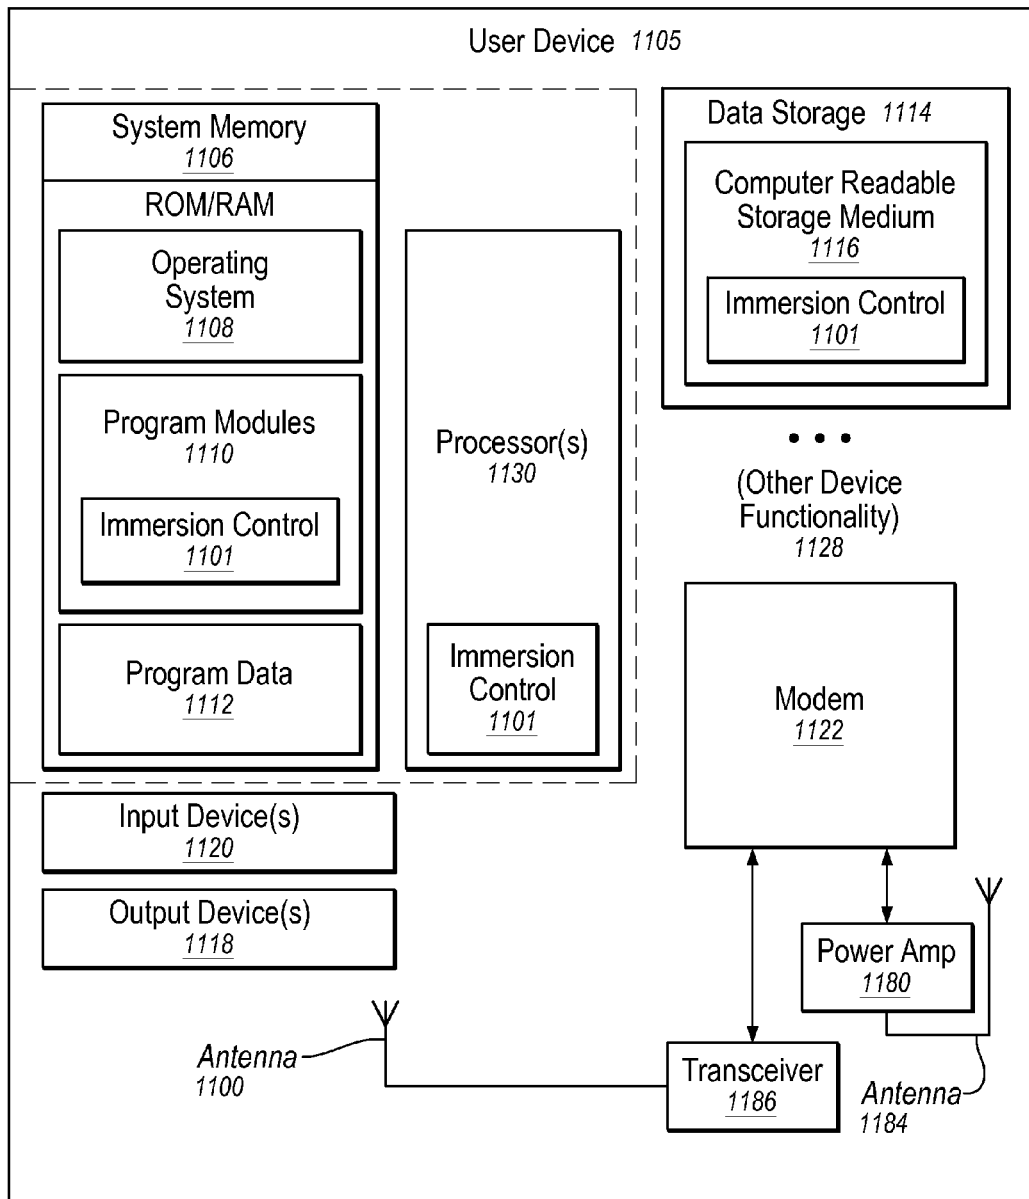 User Device 1105
System Memory
1106
ROM/RAM
Operating
System
1108
Program Modules
1110
Immersion Control
1101
Program Data
1112
Processor(s)
1130
Immersion
Control
1101
Data Storage 1114
Computer Readable
Storage Medium
1116
Immersion Control
1101
• • •
(Other Device
Functionality)
1128
Modem
1122
Input Device(s)
1120
Output Device(s)
1118
Power Amp
1180
Antenna
1100
Transceiver
1186
Antenna
1184